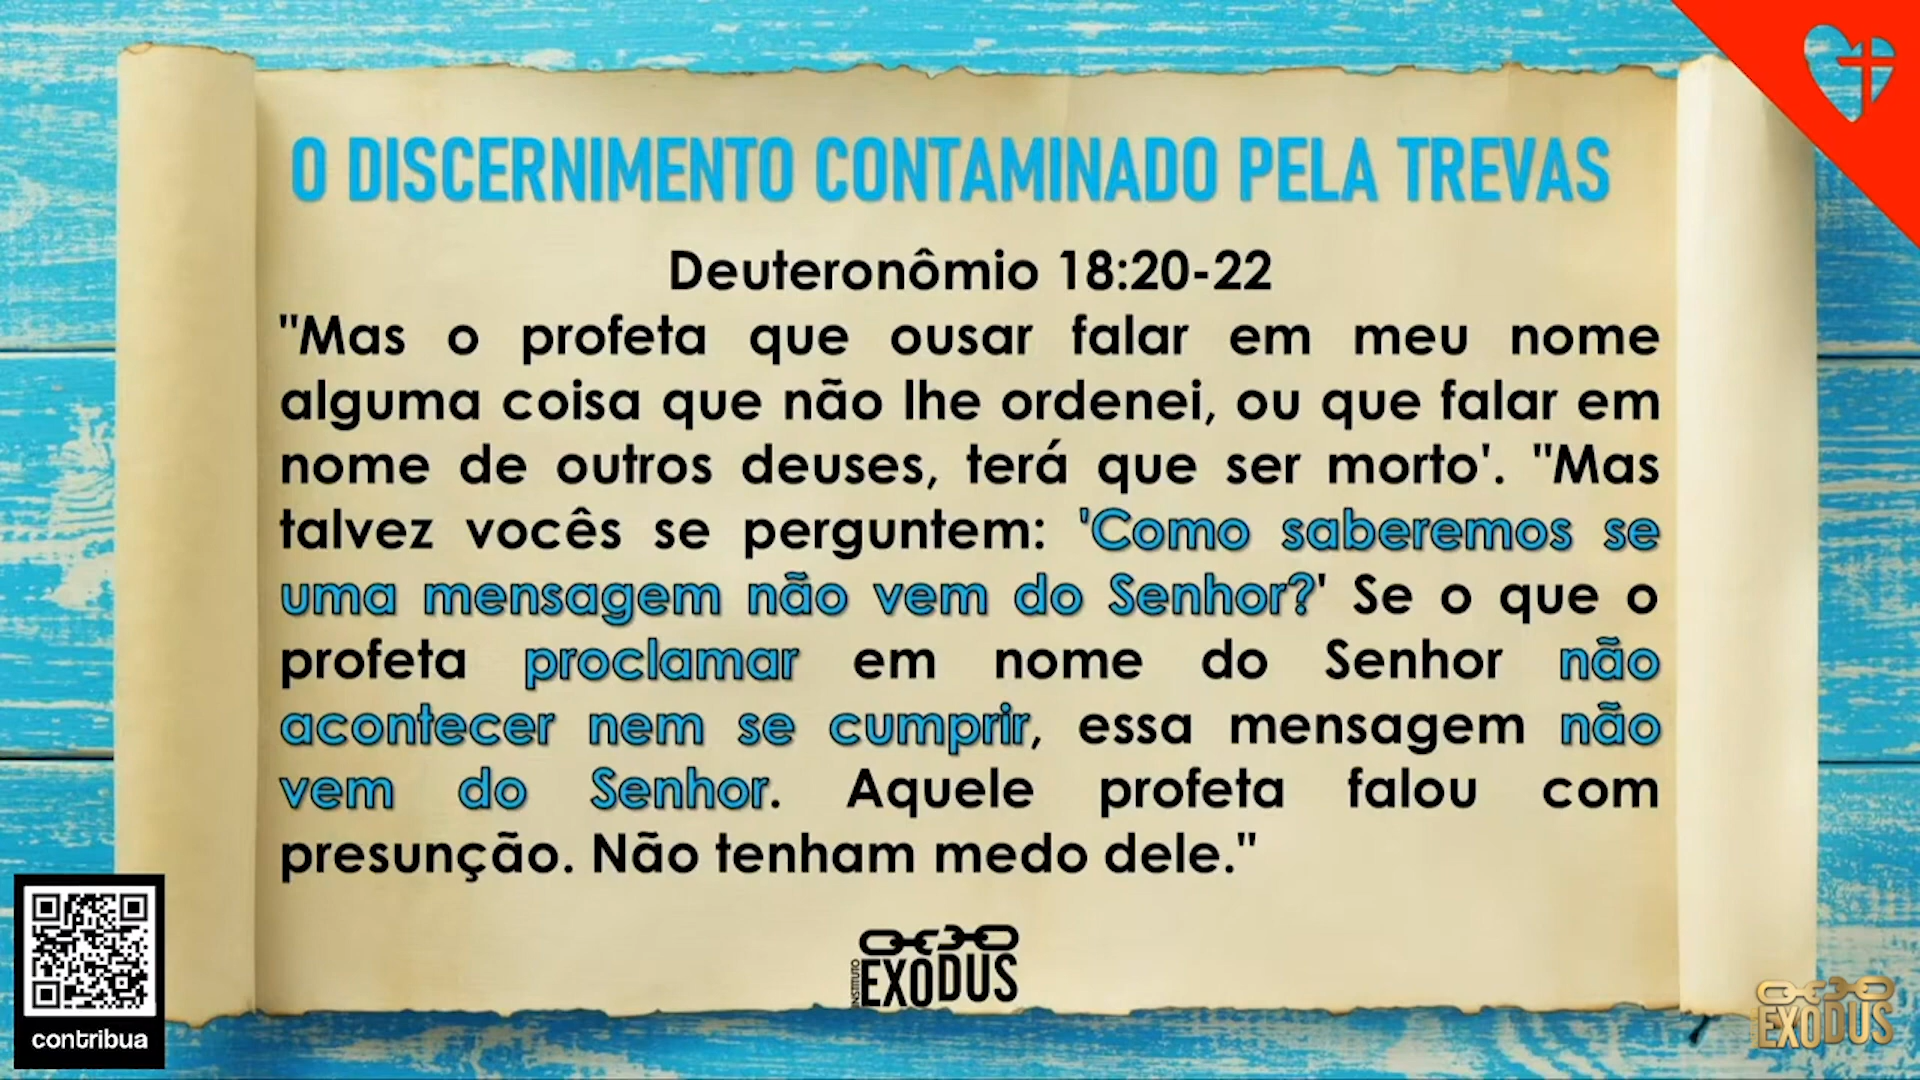 O DISCERNIMENTO CONTAMINADO PELA TREVAS
Deuteronômio 18:20-22
"Mas o profeta que ousar falar em meu nome
alguma coisa que não lhe ordenei, ou que falar em
nome de outros deuses, terá que ser morto'. "Mas
talvez vocês se perguntem: 'Como saberemos se
uma mensagem não vem do Senhor?' Se o que o
profeta proclamar em nome do Senhor não
acontecer nem se cumprir, essa mensagem não
vem do Senhor. Aquele profeta falou com
presunção. Não tenham medo dele."
INSTITUTO
EXODUS
contribua
EXODUS